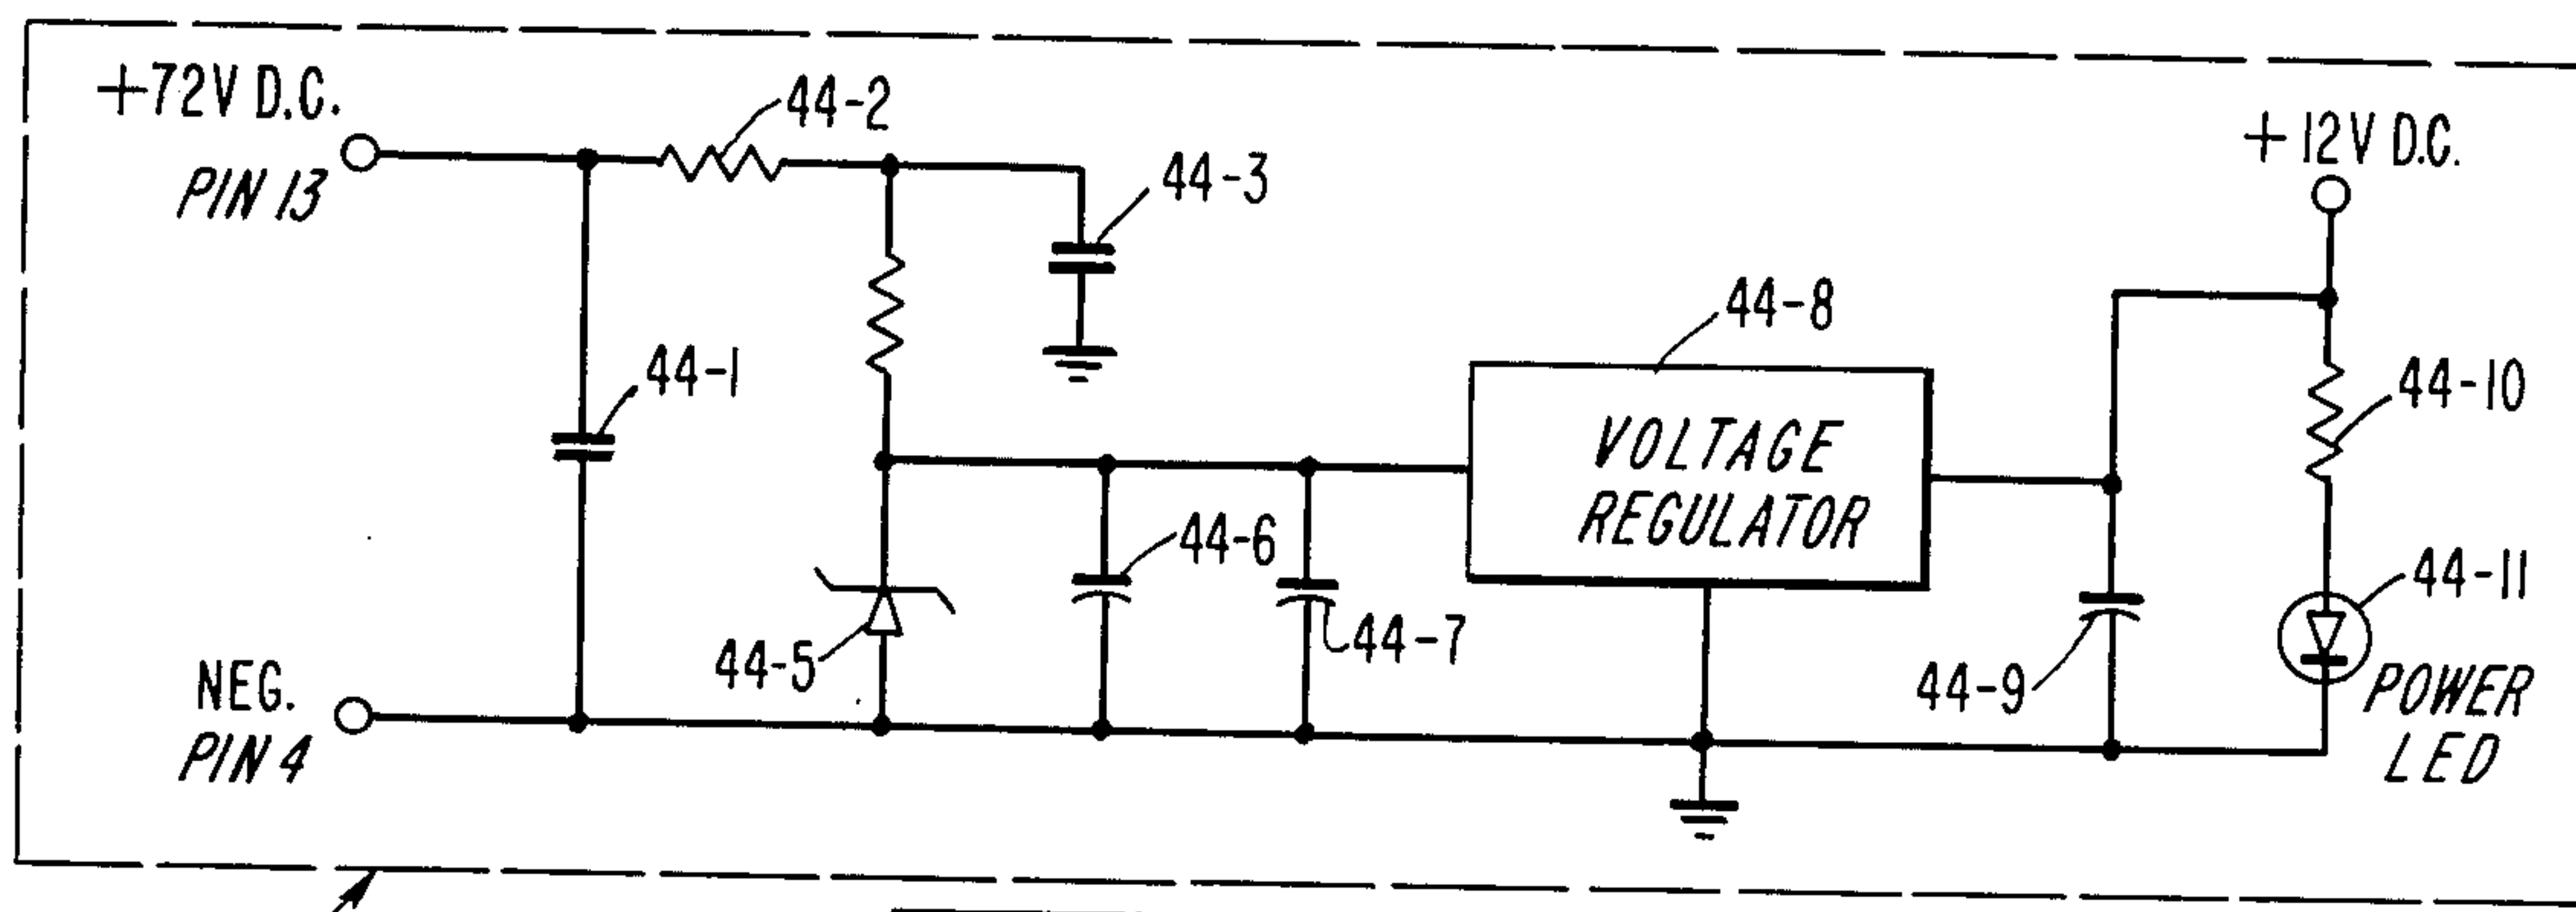 +72V D.C.
PIN 13
44-2
44-3
+12V D.C.
44-1
44-8
VOLTAGE
REGULATOR
44-10
44-6
44-7
44-5
44-9
44-11
POWER
LED
NEG.
PIN 4